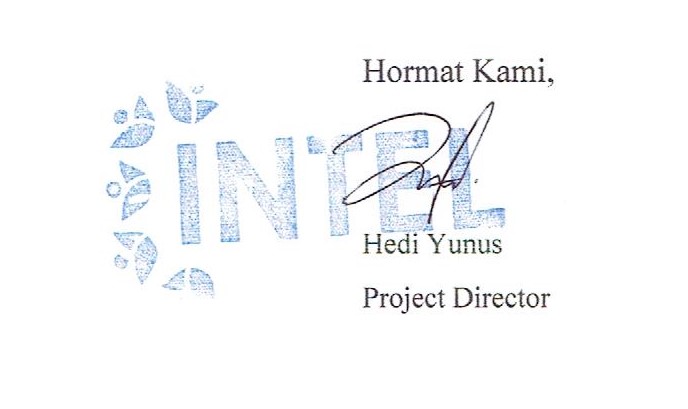 Hormat Kami,
INTEL
Hedi Yunus
Project Director